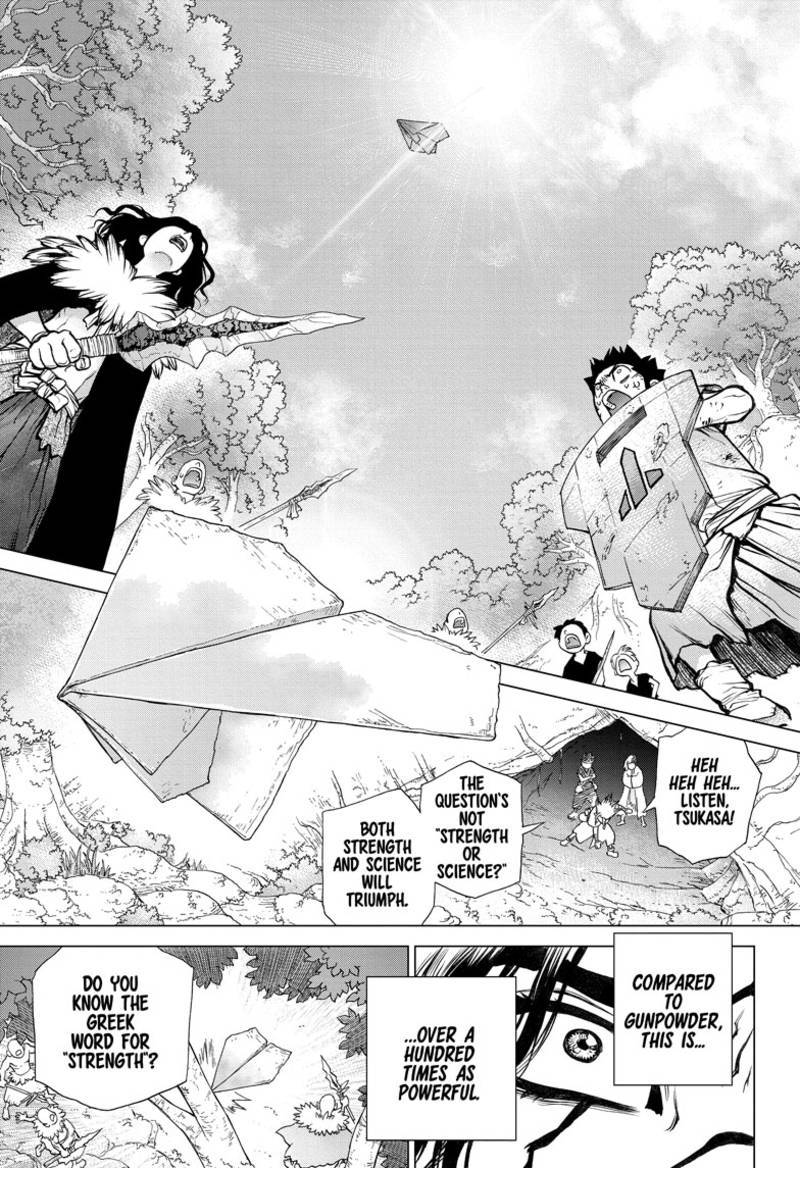 HEH
HEH HEH...
LISTEN,
TSUKASA!
THE
QUESTION'S
NOT
"STRENGTH
OR
SCIENCE?"
BOTH
STRENGTH
AND SCIENCE
WILL
TRIUMPH.
COMPARED
TO
GUNPOWDER,
THIS IS...
...OVER A
HUNDRED
TIMES AS
POWERFUL.
DO YOU
KNOW THE
GREEK
WORD FOR
"STRENGTH"?